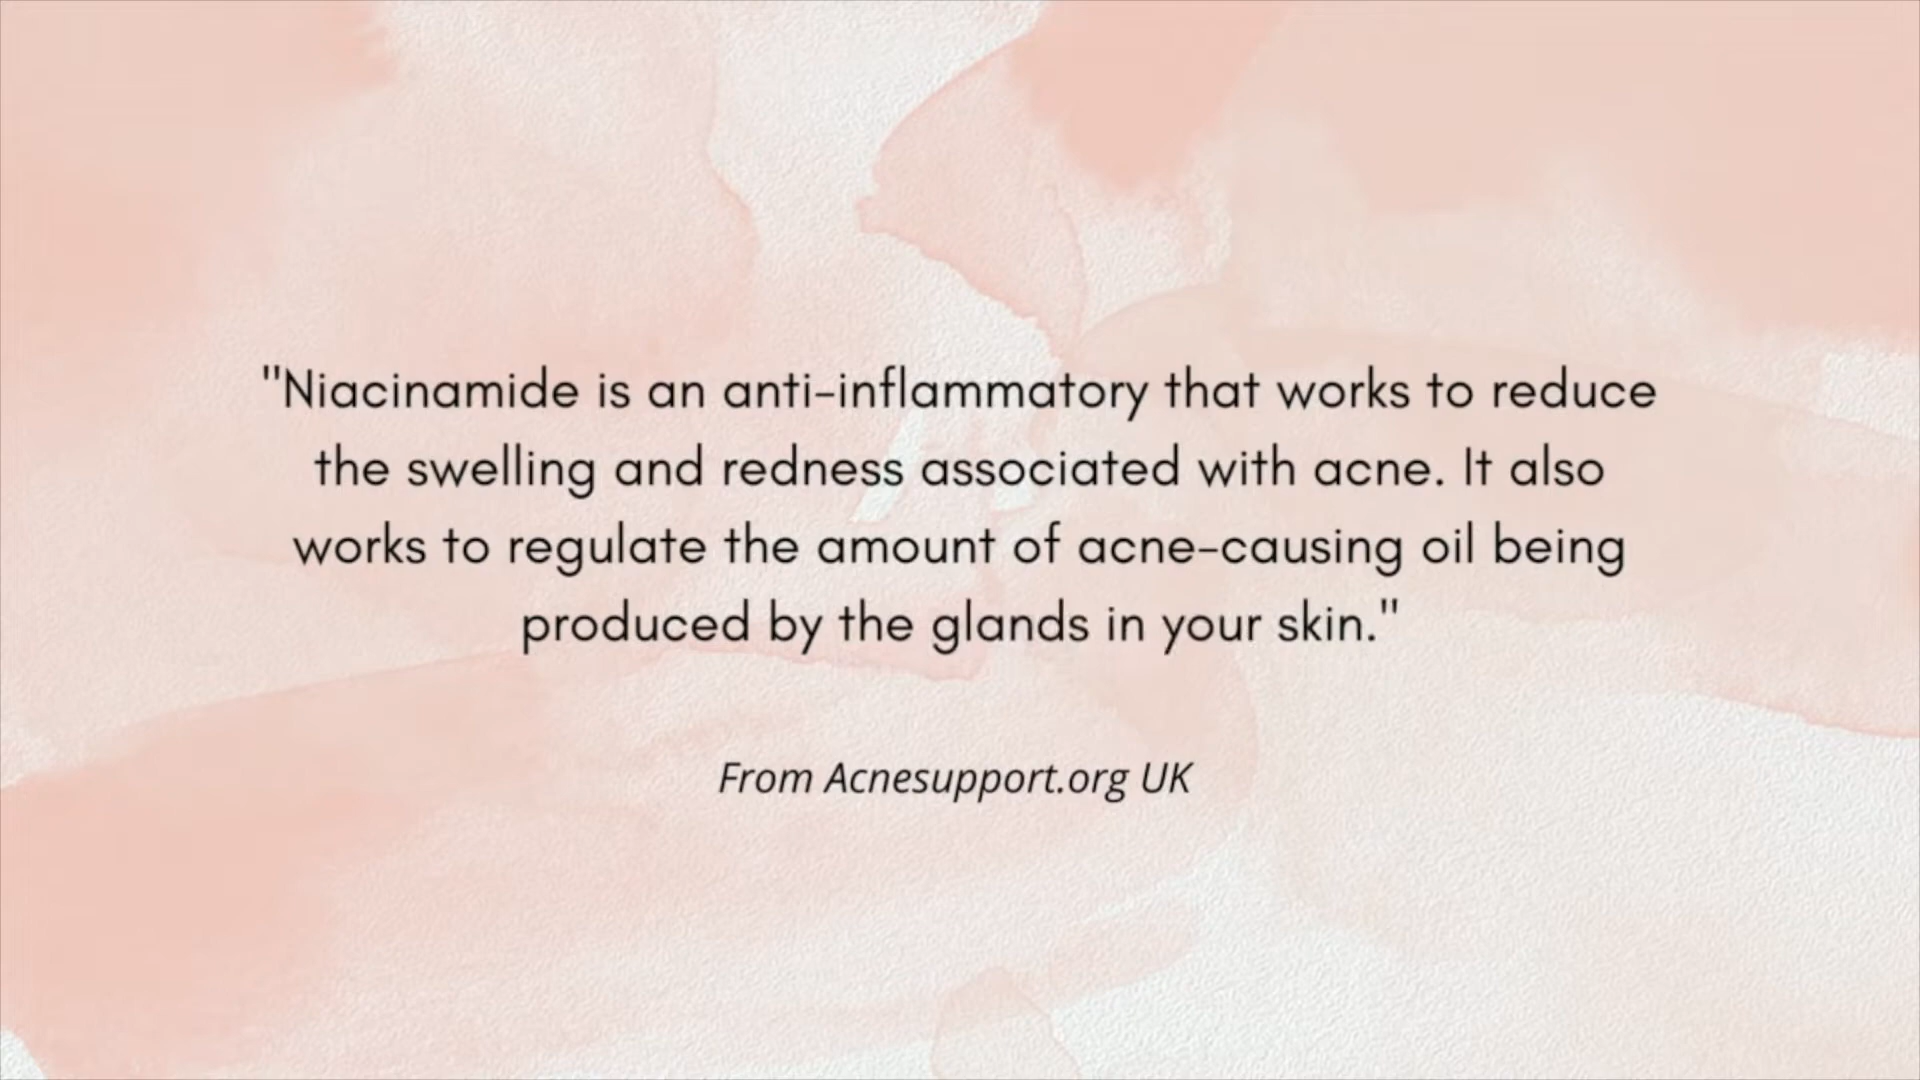 "Niacinamide is an anti-inflammatory that works to reduce
the swelling and redness associated with acne. It also
works to regulate the amount of acne-causing oil being
produced by the glands in your skin."
From Acnesupport.org UK